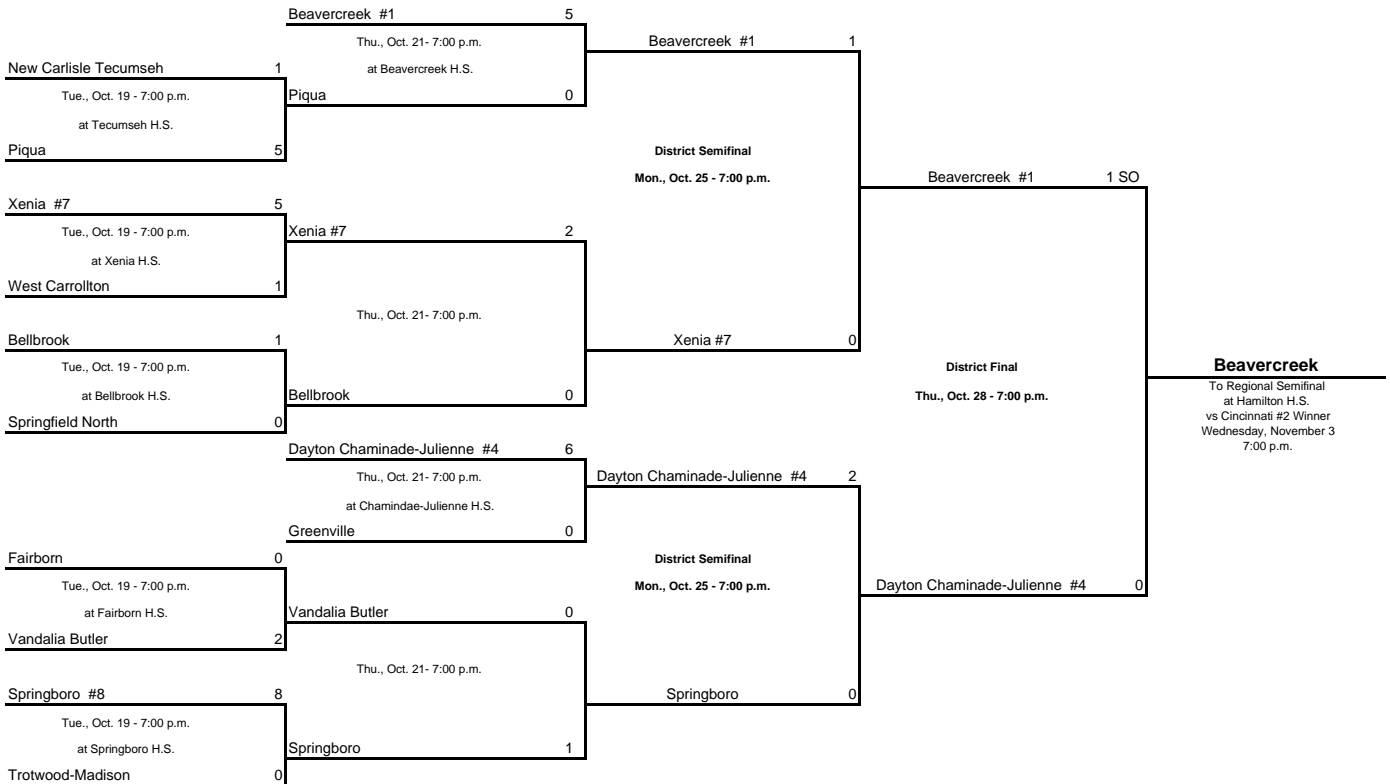 Beavercreek #1 5
Thu., Oct. 21- 7:00 p.m.
at Beavercreek H.S.
Piqua 0
New Carlisle Tecumseh 1
Tue., Oct. 19 - 7:00 p.m.
at Tecumseh H.S.
Piqua 5
Xenia #7 5
Tue., Oct. 19 - 7:00 p.m.
at Xenia H.S.
West Carrollton 1
Xenia #7 2
Thu., Oct. 21- 7:00 p.m.
Bellbrook 0
Bellbrook 1
Tue., Oct. 19 - 7:00 p.m.
at Bellbrook H.S.
Springfield North 0
Dayton Chaminade-Julienne #4 6
Thu., Oct. 21- 7:00 p.m.
at Chamindae-Julienne H.S.
Greenville 0
Fairborn 0
Tue., Oct. 19 - 7:00 p.m.
at Fairborn H.S.
Vandalia Butler 2
Vandalia Butler 0
Thu., Oct. 21- 7:00 p.m.
Springboro 1
Springboro #8 8
Tue., Oct. 19 - 7:00 p.m.
at Springboro H.S.
Trotwood-Madison 0
Beavercreek #1 1
District Semifinal
Mon., Oct. 25 - 7:00 p.m.
Xenia #7 0
Dayton Chaminade-Julienne #4 2
District Semifinal
Mon., Oct. 25 - 7:00 p.m.
Springboro 0
Beavercreek #1 1 SO
District Final
Thu., Oct. 28 - 7:00 p.m.
Dayton Chaminade-Julienne #4 0
Beavercreek
To Regional Semifinal
at Hamilton H.S.
vs Cincinnati #2 Winner
Wednesday, November 3
7:00 p.m.